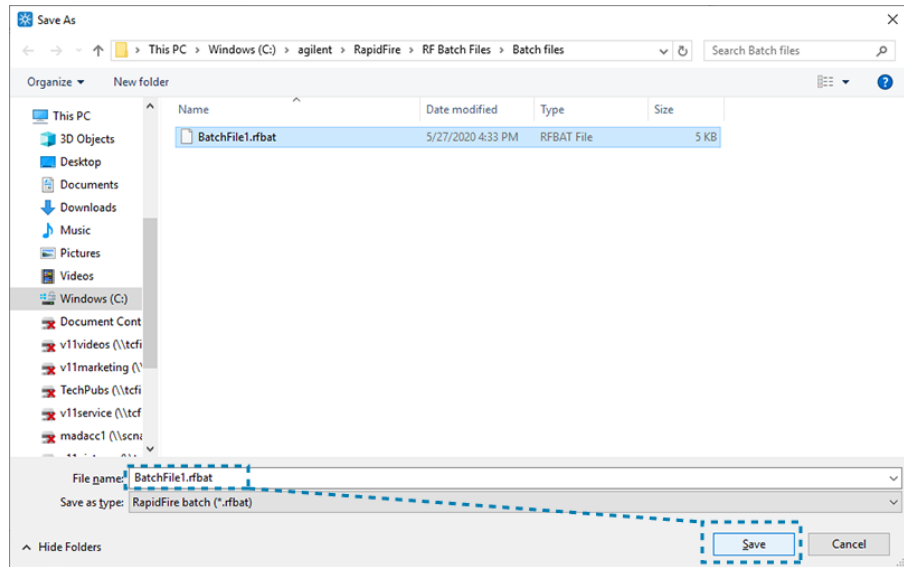 Save As
This PC > Windows (C:) > agilent > RapidFire > RF Batch Files > Batch files
Search Batch files
Organize
New folder
Name
Date modified
Type
Size
This PC
BatchFile1.rfbat
5/27/2020 4:33 PM
RFBAT File
5 KB
3D Objects
Desktop
Documents
Downloads
Music
Pictures
Videos
Windows (C:)
Document Cont
v11videos (\\tcfi
v11marketing (\\
TechPubs (\\tcfi
v11service (\\tcf
madacc1 (\\scna
File name: BatchFile1.rfbat
Save as type: RapidFire batch (*.rfbat)
Hide Folders
Save
Cancel